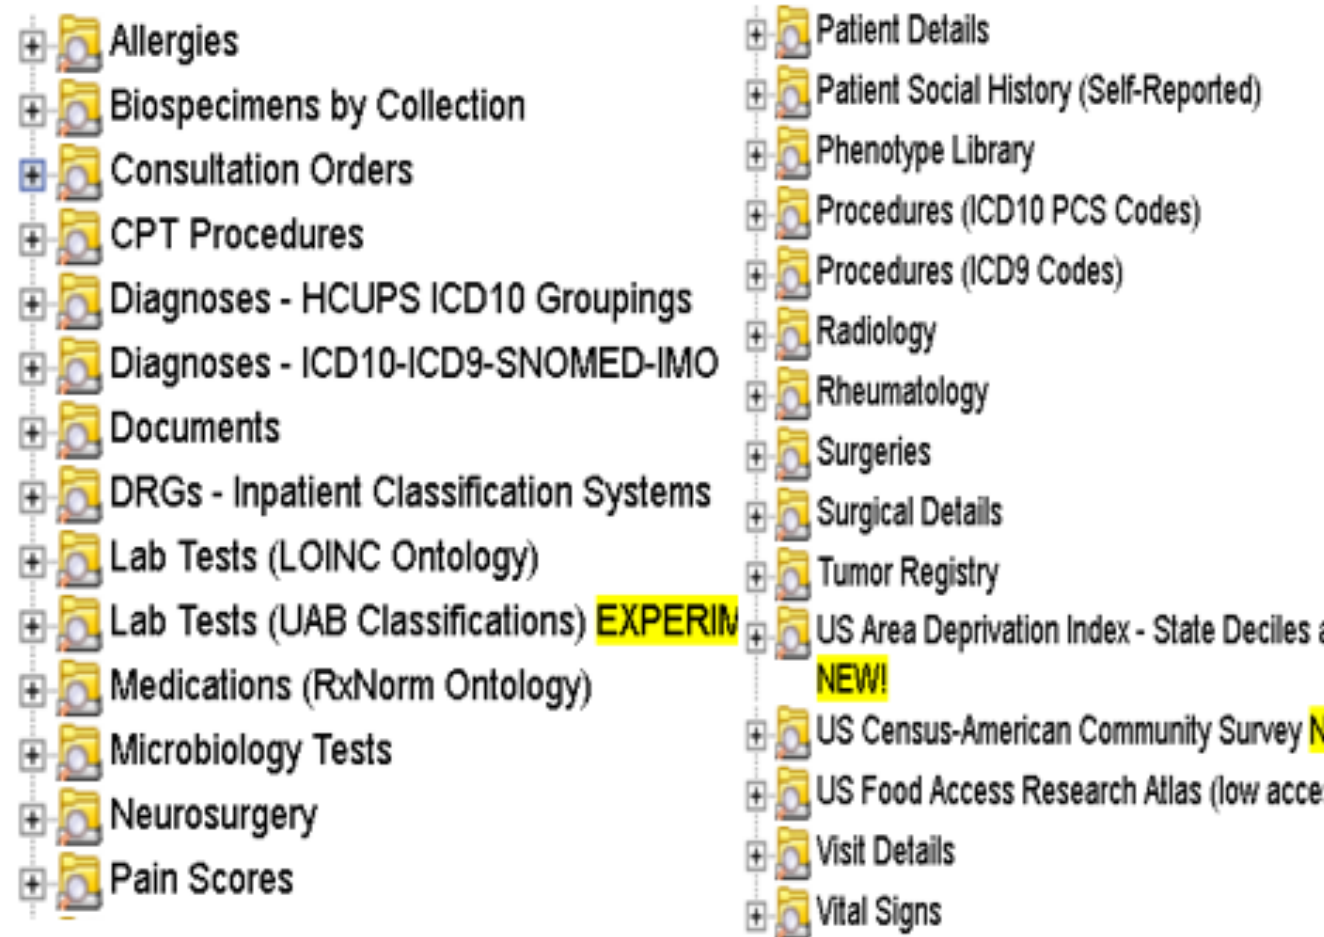 Allergies
Biospecimens by Collection
Consultation Orders
CPT Procedures
Diagnoses - HCUPS ICD10 Groupings
Diagnoses - ICD10-ICD9-SNOMED-IMO
Documents
DRGs - Inpatient Classification Systems
Lab Tests (LOINC Ontology)
Lab Tests (UAB Classifications)
Medications (RxNorm Ontology)
Microbiology Tests
Neurosurgery
Pain Scores
Patient Details
Patient Social History (Self-Reported)
Phenotype Library
Procedures (ICD10 PCS Codes)
Procedures (ICD9 Codes)
Radiology
Rheumatology
Surgeries
Surgical Details
Tumor Registry
US Area Deprivation Index - State Deciles
NEW!
US Census-American Community Survey
US Food Access Research Atlas (low
Visit Details
Vital Signs